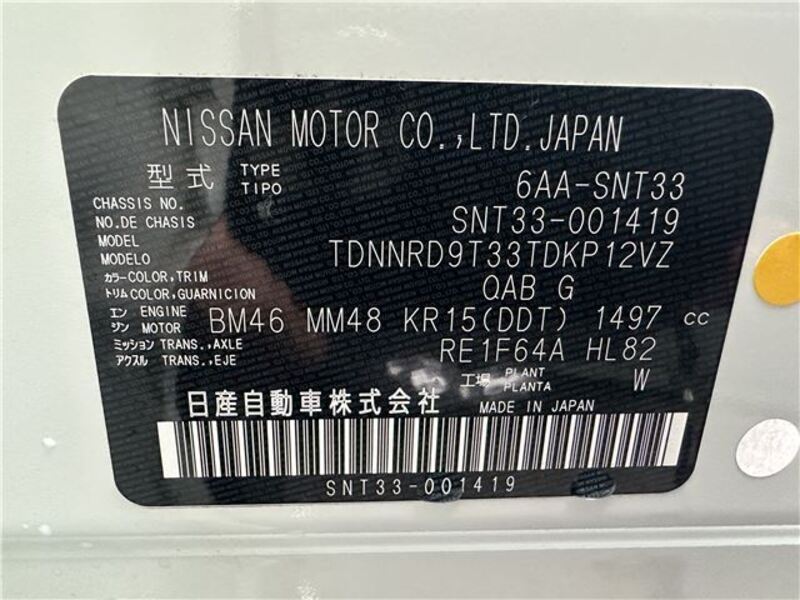 NISSAN MOTOR CO.,LTD.JAPAN
型式 TYPE TIPO 6AA-SNT33
CHASSIS NO. NO.DE CHASIS SNT33-001419
MODEL MODELO TDNNRD9T33TDKP12VZ
カラー COLOR,TRIM トリム COLOR,GUARNICION QAB G
エンジン ENGINE MOTOR BM46 MM48 KR15(DDT) 1497 cc
ミッション TRANS.,AXLE アクスル TRANS.,EJE RE1F64A HL82
工場 PLANT PLANTA W
日産自動車株式会社 MADE IN JAPAN
SNT33-001419